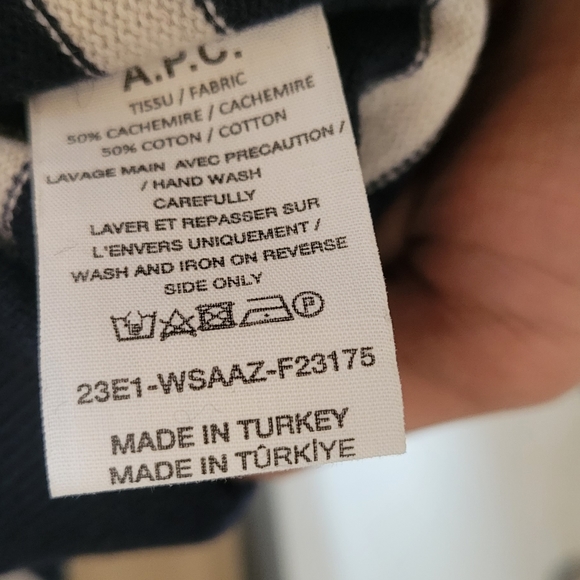 A.P.C.
TISSU / FABRIC
50% CACHEMIRE / CACHEMIRE
50% COTON / COTTON
LAVAGE MAIN AVEC PRECAUTION /
/ HAND WASH
CAREFULLY
LAVER ET REPASSER SUR
L'ENVERS UNIQUEMENT /
WASH AND IRON ON REVERSE
SIDE ONLY
P
23E1-WSAAZ-F23175
MADE IN TURKEY
MADE IN TÛRKİYE